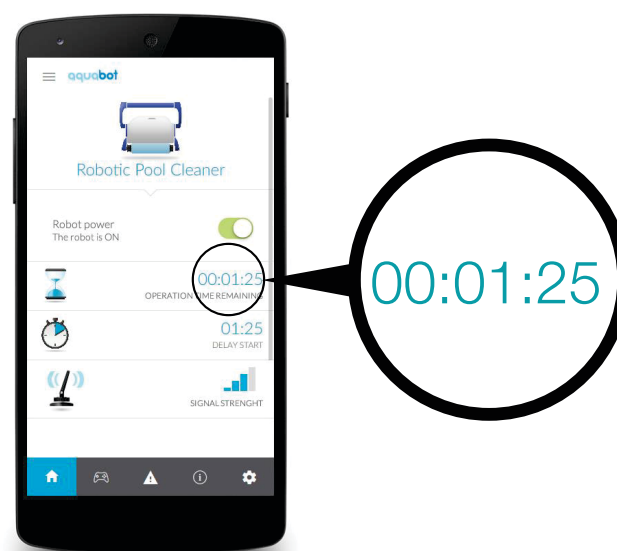 aquabot
Robotic Pool Cleaner
Robot power
The robot is ON
00:01:25
OPERATION TIME REMAINING
01:25
DELAY START
SIGNAL STRENGHT
00:01:25